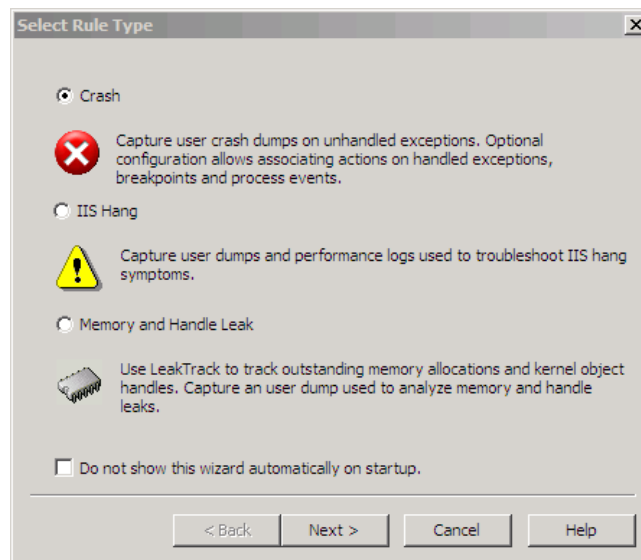 Select Rule Type
Crash
Capture user crash dumps on unhandled exceptions. Optional
configuration allows associating actions on handled exceptions,
breakpoints and process events.
IIS Hang
Capture user dumps and performance logs used to troubleshoot IIS hang
symptoms.
Memory and Handle Leak
Use LeakTrack to track outstanding memory allocations and kernel object
handles. Capture an user dump used to analyze memory and handle
leaks.
Do not show this wizard automatically on startup.
< Back Next > Cancel Help